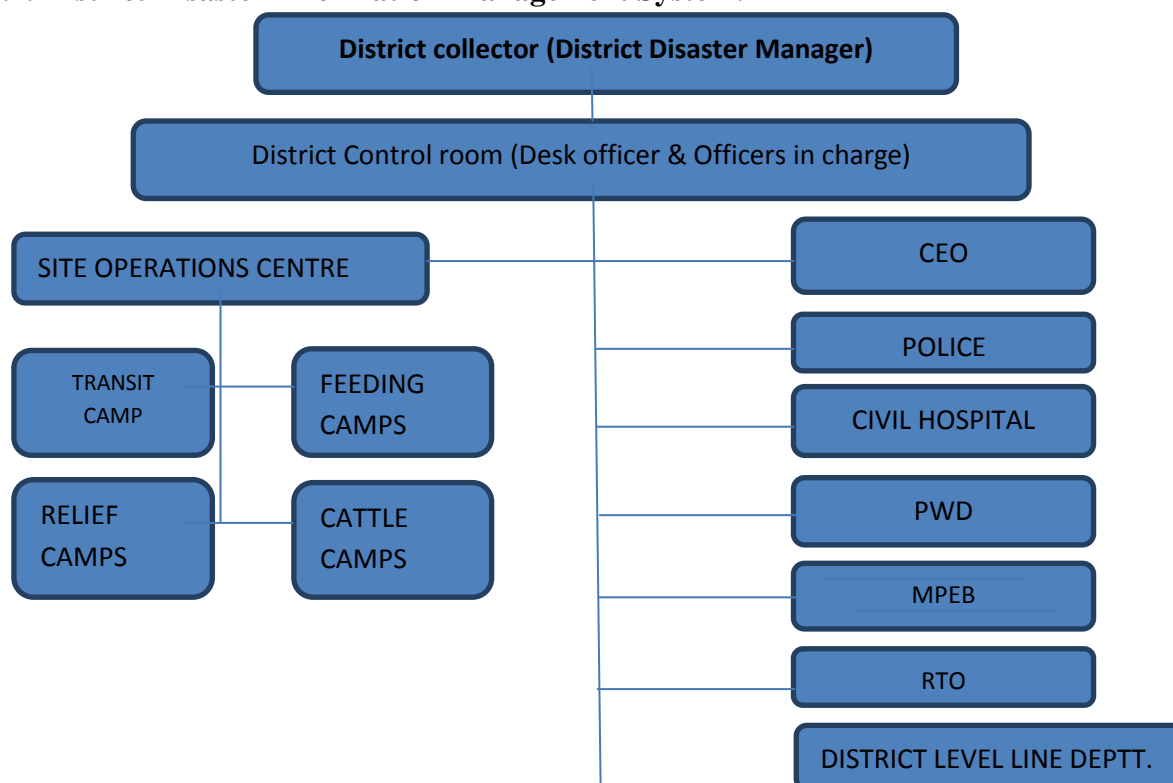 District collector (District Disaster Manager)
District Control room (Desk officer & Officers in charge)
SITE OPERATIONS CENTRE
CEO
POLICE
TRANSIT
CAMP
FEEDING
CAMPS
CIVIL HOSPITAL
RELIEF
CAMPS
CATTLE
CAMPS
PWD
MPEB
RTO
DISTRICT LEVEL LINE DEPTT.